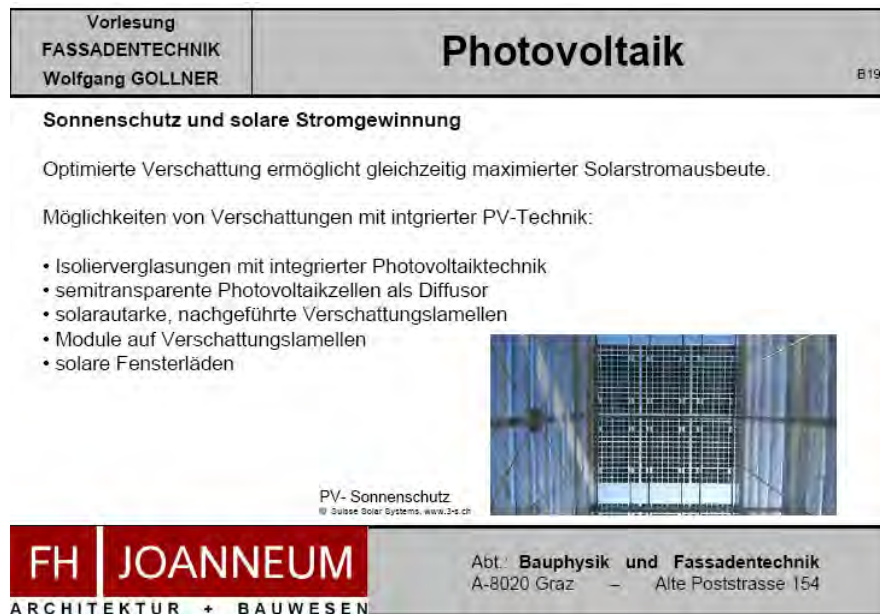 Vorlesung
FASSADENTECHNIK
Wolfgang GOLLNER
Photovoltaik
B19
Sonnenschutz und solare Stromgewinnung
Optimierte Verschattung ermöglicht gleichzeitig maximierter Solarstromausbeute.
Möglichkeiten von Verschattungen mit intgrierter PV-Technik:
• Isolierverglasungen mit integrierter Photovoltaiktechnik
• semitransparente Photovoltaikzellen als Diffusor
• solarautarke, nachgeführte Verschattungslamellen
• Module auf Verschattungslamellen
• solare Fensterläden
PV- Sonnenschutz
© Suisse Solar Systems, www.3-s.ch
FH JOANNEUM
ARCHITEKTUR + BAUWESEN
Abt.: Bauphysik und Fassadentechnik
A-8020 Graz – Alte Poststrasse 154